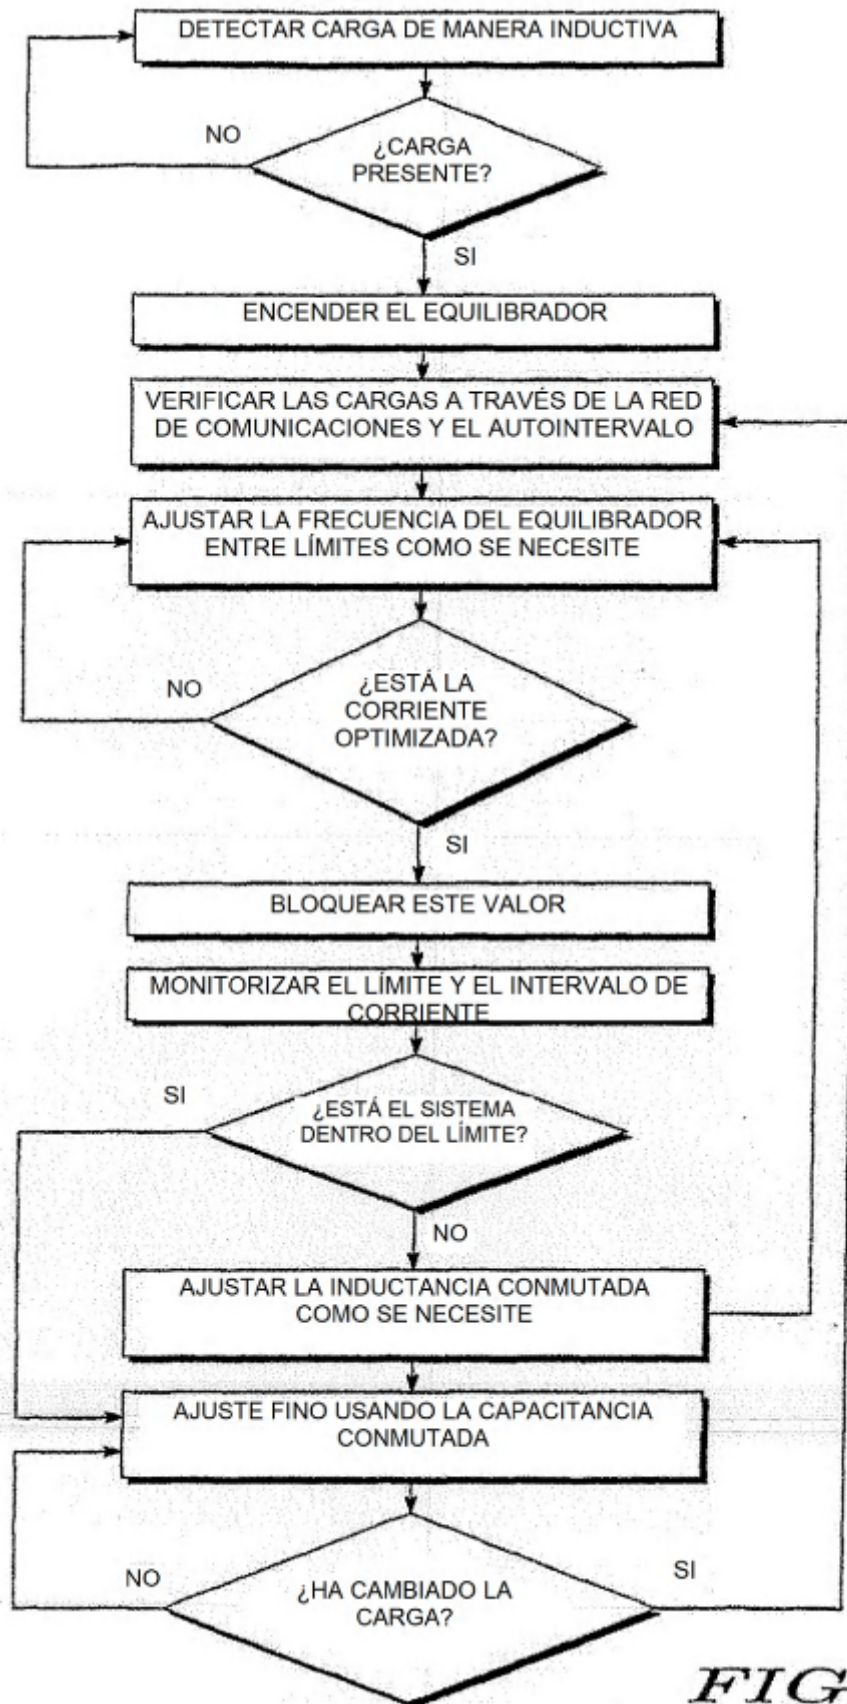 DETECTAR CARGA DE MANERA INDUCTIVA
NO
¿CARGA
PRESENTE?
SI
ENCENDER EL EQUILIBRADOR
VERIFICAR LAS CARGAS A TRAVÉS DE LA RED
DE COMUNICACIONES Y EL AUTOINTERVALO
AJUSTAR LA FRECUENCIA DEL EQUILIBRADOR
ENTRE LÍMITES COMO SE NECESITE
NO
¿ESTÁ LA
CORRIENTE
OPTIMIZADA?
SI
BLOQUEAR ESTE VALOR
MONITORIZAR EL LÍMITE Y EL INTERVALO DE
CORRIENTE
SI
¿ESTÁ EL SISTEMA
DENTRO DEL LÍMITE?
NO
AJUSTAR LA INDUCTANCIA CONMUTADA
COMO SE NECESITE
AJUSTE FINO USANDO LA CAPACITANCIA
CONMUTADA
NO
¿HA CAMBIADO LA
CARGA?
SI
FIG